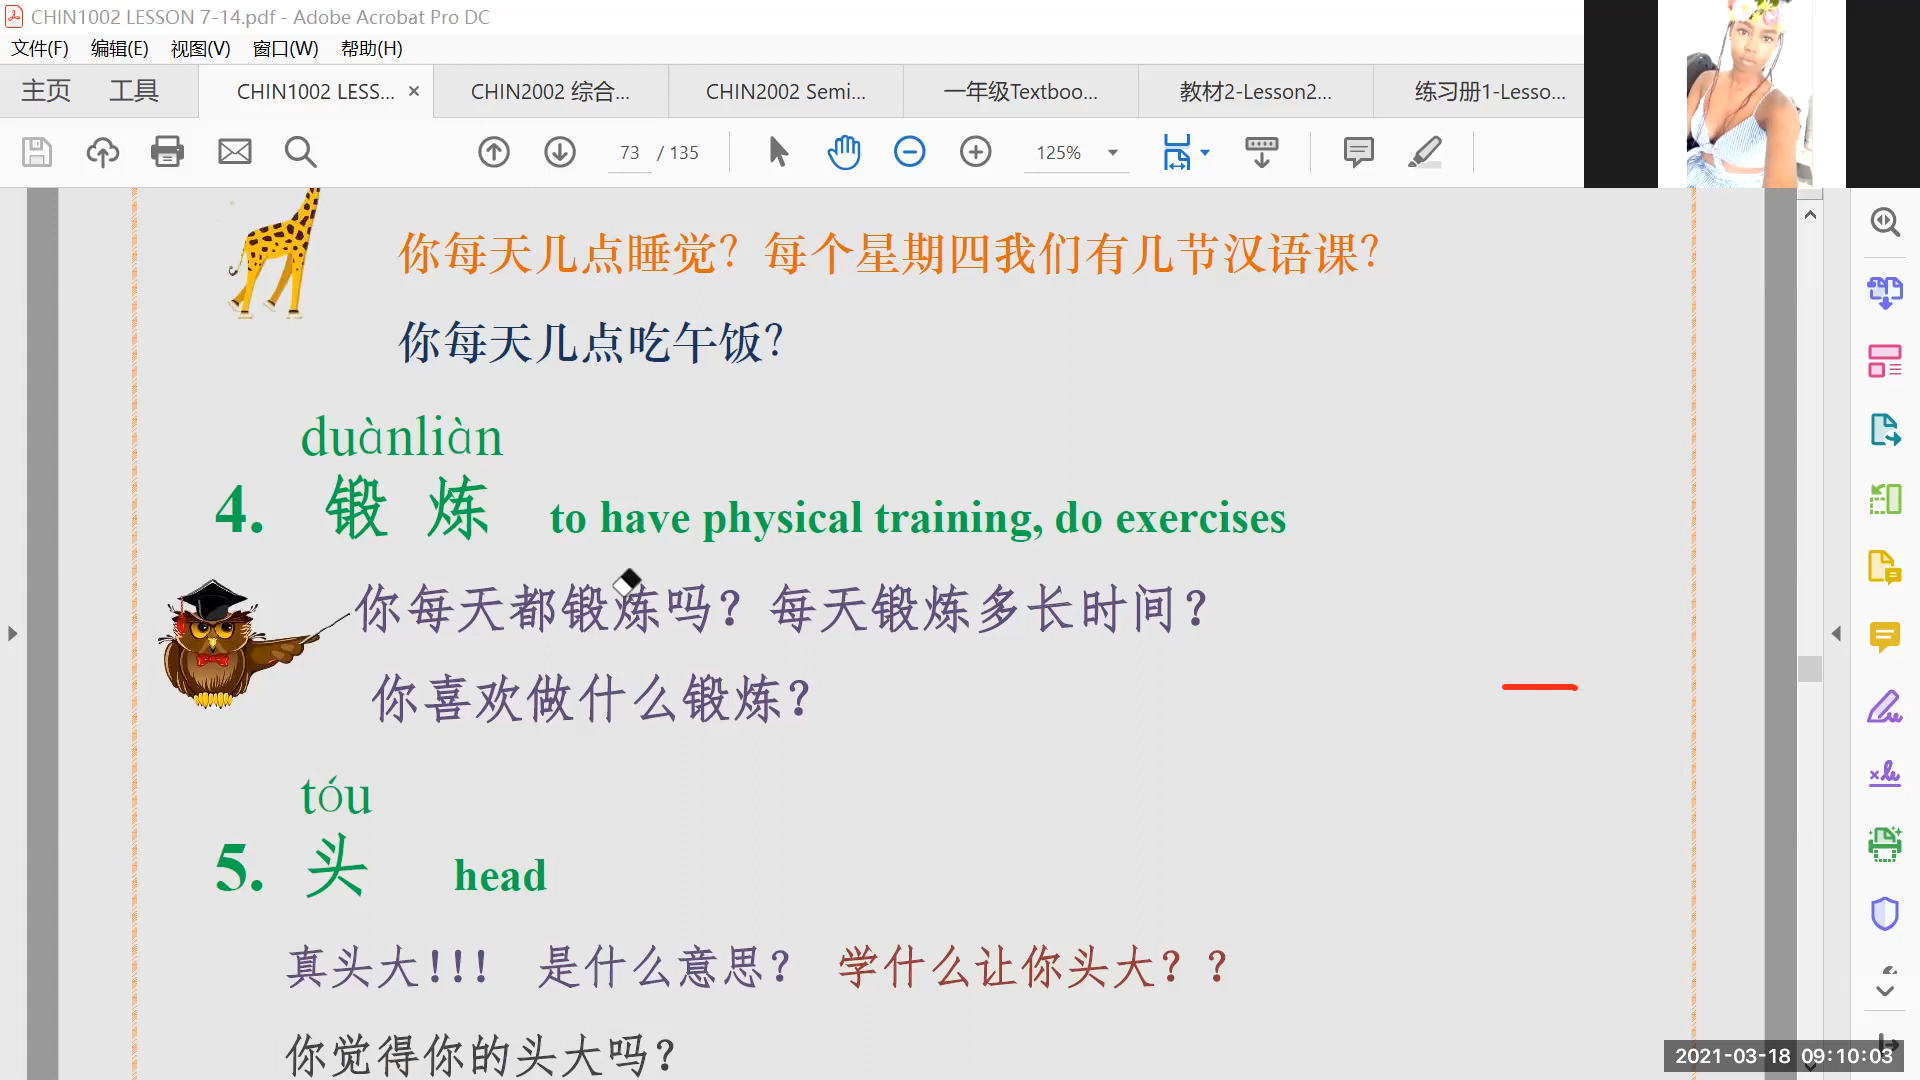 CHIN1002 LESSON 7-14.pdf - Adobe Acrobat Pro DC
文件(F) 编辑(E) 视图(V) 窗口(W) 帮助(H)
主页 工具 CHIN1002 LESS... × CHIN2002 综合... CHIN2002 Semi... 一年级Textboo... 教材2-Lesson2... 练习册1-Lesso...
73 / 135 125%
你每天几点睡觉？每个星期四我们有几节汉语课？
你每天几点吃午饭？
duànliàn
4. 锻 炼 to have physical training, do exercises
你每天都锻炼吗？每天锻炼多长时间？
你喜欢做什么锻炼？
tóu
5. 头 head
真头大！！！ 是什么意思？ 学什么让你头大？？
你觉得你的头大吗？
2021-03-18 09:10:03